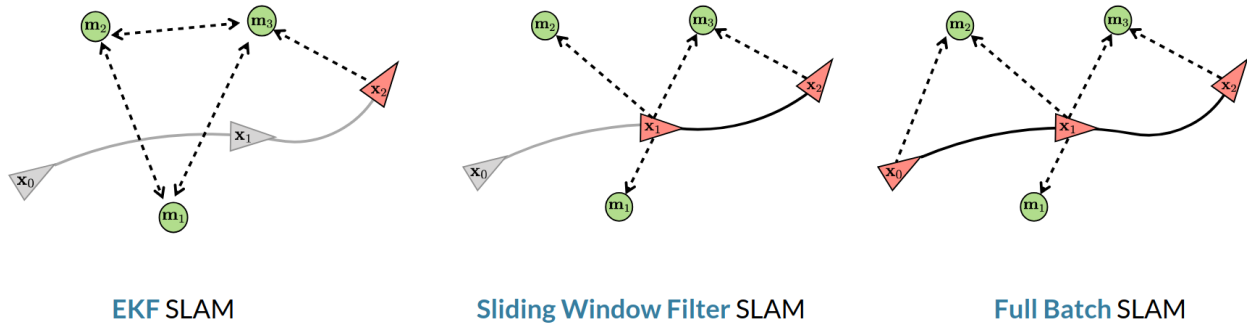 m₂ m₃ x₂ x₁ x₀ m₁
m₂ m₃ x₂ x₁ x₀ m₁
m₂ m₃ x₂ x₁ x₀ m₁
EKF SLAM
Sliding Window Filter SLAM
Full Batch SLAM